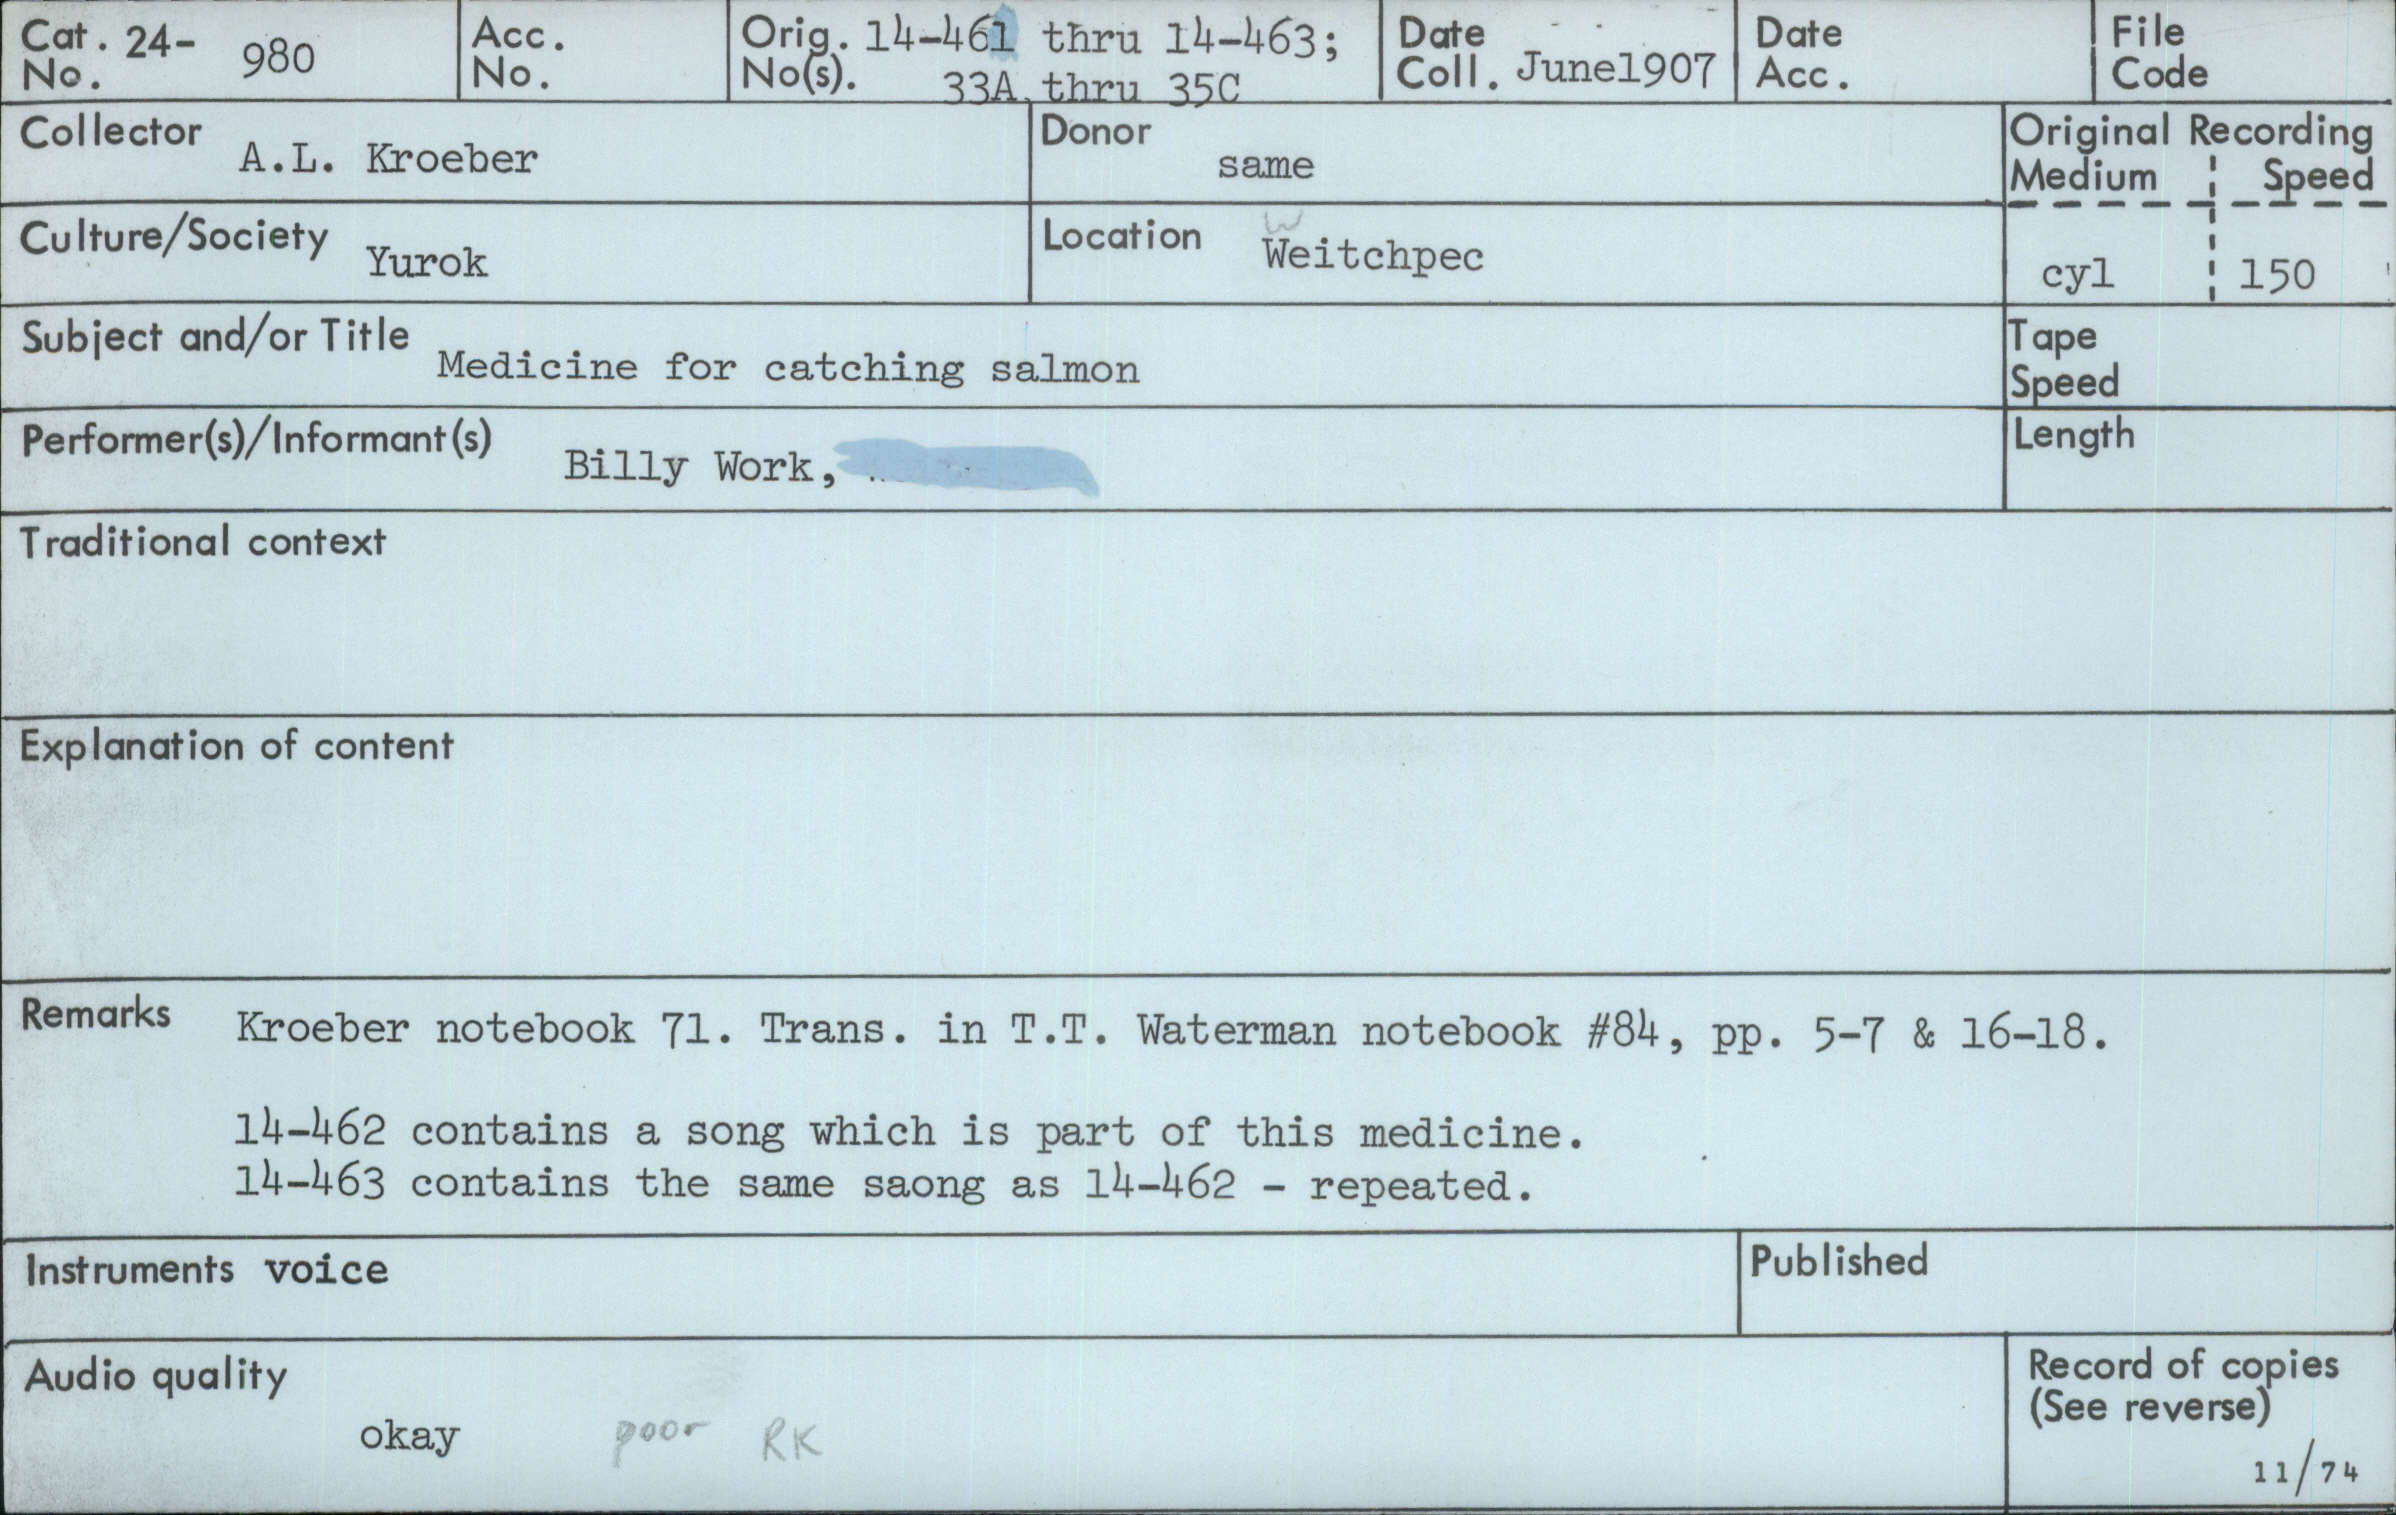 Cat. No. 24- 980
Acc. No.
Orig. No(s). 14-461 thru 14-463;
33A thru 35C
Date Coll. June1907
Date Acc.
File Code
Collector A.L. Kroeber
Donor same
Original Recording
Medium Speed
cyl 150
Culture/Society Yurok
Location Weitchpec
w
Subject and/or Title Medicine for catching salmon
Tape Speed
Performer(s)/Informant(s) Billy Work,
Length
Traditional context
Explanation of content
Remarks Kroeber notebook 71. Trans. in T.T. Waterman notebook #84, pp. 5-7 & 16-18.
14-462 contains a song which is part of this medicine.
14-463 contains the same saong as 14-462 - repeated.
Instruments voice
Published
Audio quality
okay poor RK
Record of copies
(See reverse)
11/74